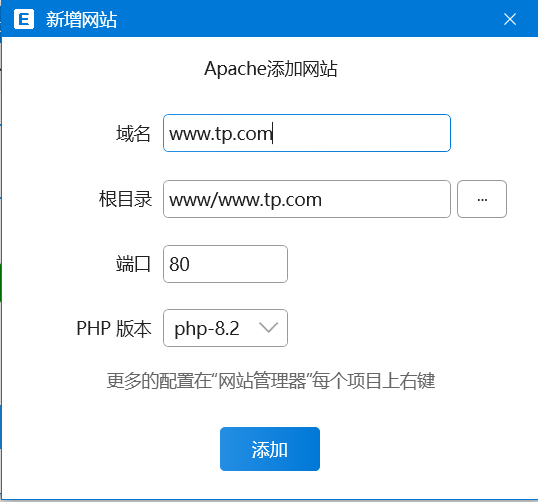 E 新增网站
Apache添加网站
域名 www.tp.com
根目录 www/www.tp.com ...
端口 80
PHP 版本 php-8.2
更多的配置在“网站管理器”每个项目上右键
添加